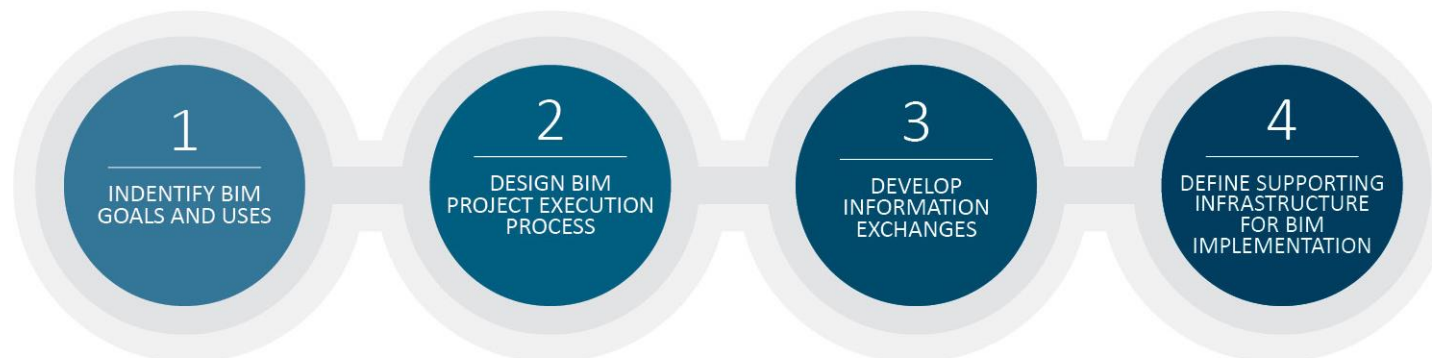 1
INDENTIFY BIM
GOALS AND USES
2
DESIGN BIM
PROJECT EXECUTION
PROCESS
3
DEVELOP
INFORMATION
EXCHANGES
4
DEFINE SUPPORTING
INFRASTRUCTURE
FOR BIM
IMPLEMENTATION